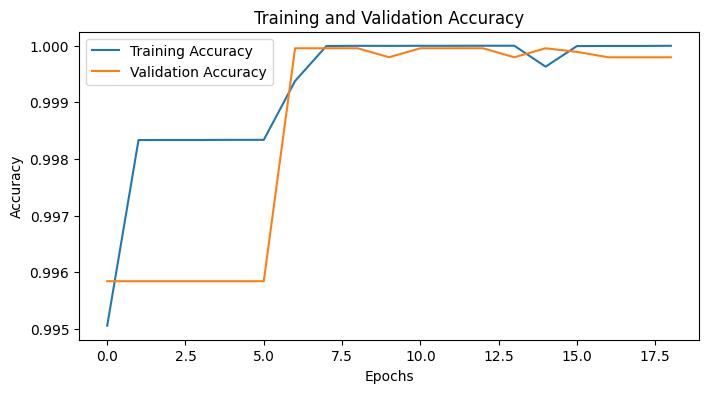 Training and Validation Accuracy
Training Accuracy
Validation Accuracy
1.000
0.999
0.998
0.997
0.996
0.995
Accuracy
0.0 2.5 5.0 7.5 10.0 12.5 15.0 17.5
Epochs